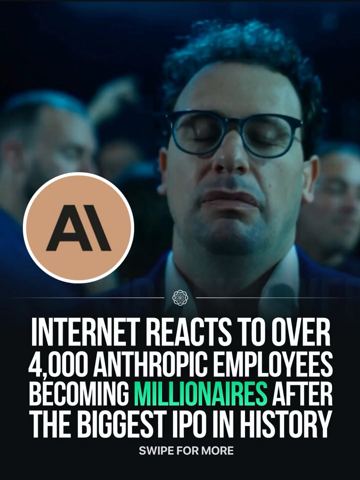 AI
INTERNET REACTS TO OVER
4,000 ANTHROPIC EMPLOYEES
BECOMING MILLIONAIRES AFTER
THE BIGGEST IPO IN HISTORY
SWIPE FOR MORE